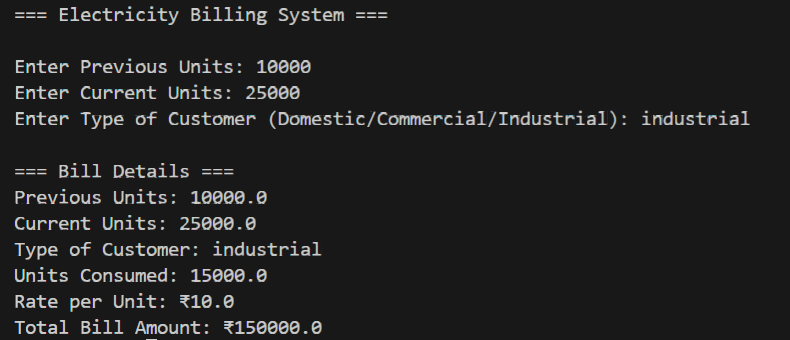 === Electricity Billing System ===
Enter Previous Units: 10000
Enter Current Units: 25000
Enter Type of Customer (Domestic/Commercial/Industrial): industrial
=== Bill Details ===
Previous Units: 10000.0
Current Units: 25000.0
Type of Customer: industrial
Units Consumed: 15000.0
Rate per Unit: ₹10.0
Total Bill Amount: ₹150000.0